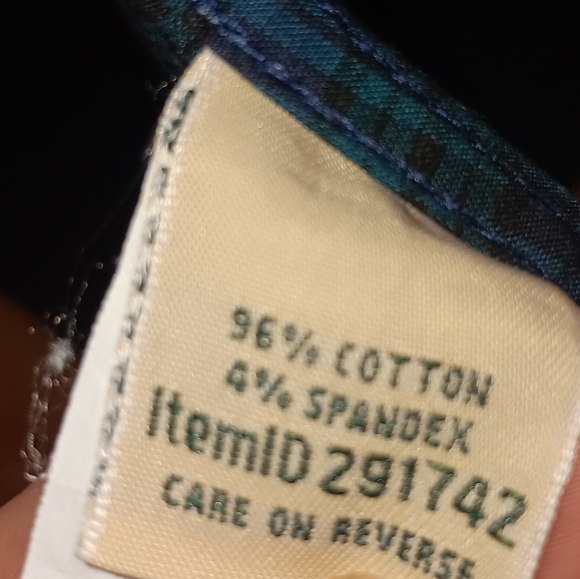 96% COTTON
4% SPANDEX
ItemID 291742
CARE ON REVERSE